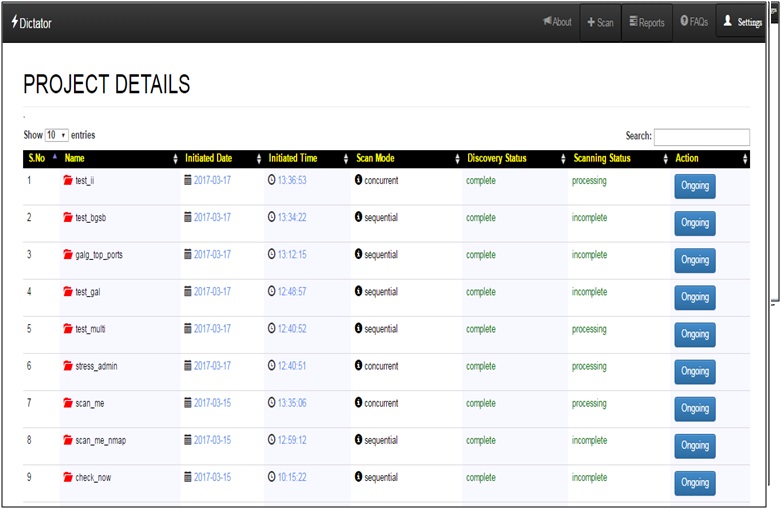 Dictator About Scan Reports FAQs Settings
PROJECT DETAILS
Show 10 entries Search:
S.No Name Initiated Date Initiated Time Scan Mode Discovery Status Scanning Status Action
1 test_ii 2017-03-17 13:36:53 concurrent complete processing Ongoing
2 test_bgsb 2017-03-17 13:34:22 sequential complete incomplete Ongoing
3 galg_top_ports 2017-03-17 13:12:15 sequential complete incomplete Ongoing
4 test_gal 2017-03-17 12:48:57 sequential complete incomplete Ongoing
5 test_multi 2017-03-17 12:40:52 sequential complete processing Ongoing
6 stress_admin 2017-03-17 12:40:51 concurrent complete processing Ongoing
7 scan_me 2017-03-15 13:35:06 concurrent complete processing Ongoing
8 scan_me_nmap 2017-03-15 12:59:12 sequential complete incomplete Ongoing
9 check_now 2017-03-15 10:15:22 sequential complete incomplete Ongoing